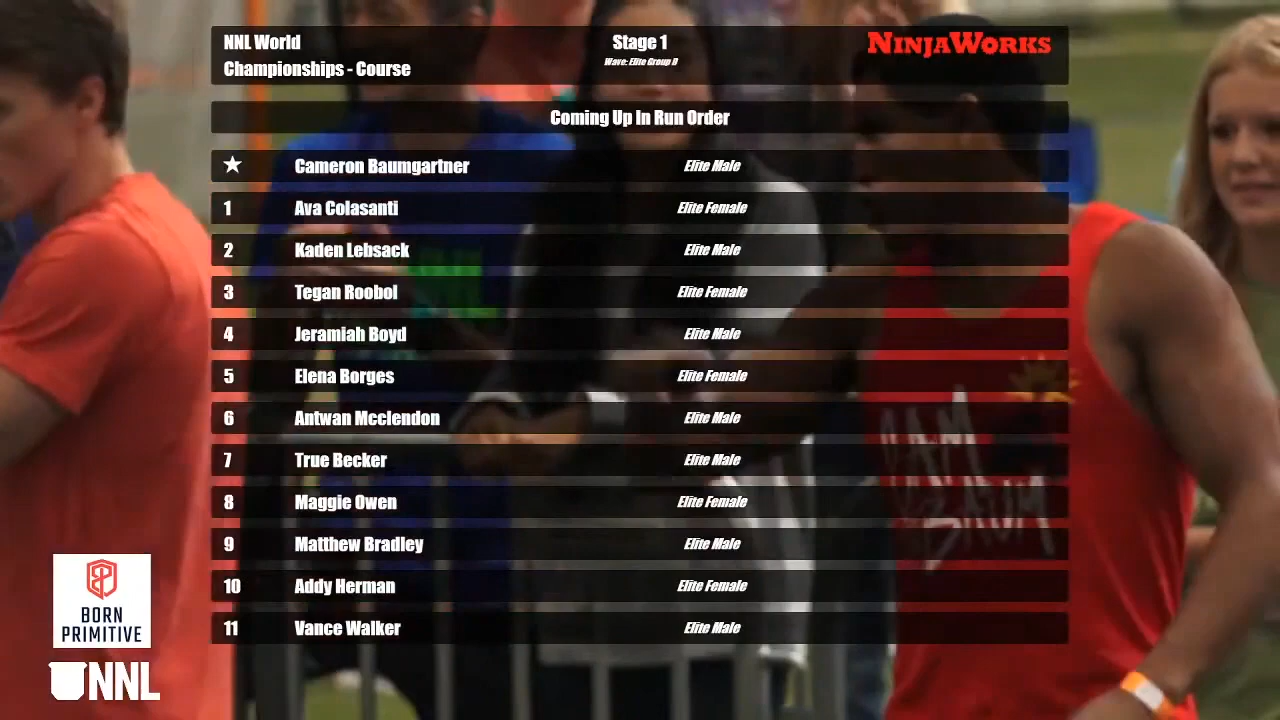 NNL World
Championships - Course
Stage 1
Wave: Elite Group D
NINJAWORKS
Coming Up In Run Order
★ Cameron Baumgartner Elite Male
1 Ava Colasanti Elite Female
2 Kaden Lebsack Elite Male
3 Tegan Roobol Elite Female
4 Jeramiah Boyd Elite Male
5 Elena Borges Elite Female
6 Antwan Mcclendon Elite Male
7 True Becker Elite Male
8 Maggie Owen Elite Female
9 Matthew Bradley Elite Male
10 Addy Herman Elite Female
11 Vance Walker Elite Male
BORN
PRIMITIVE
NNL